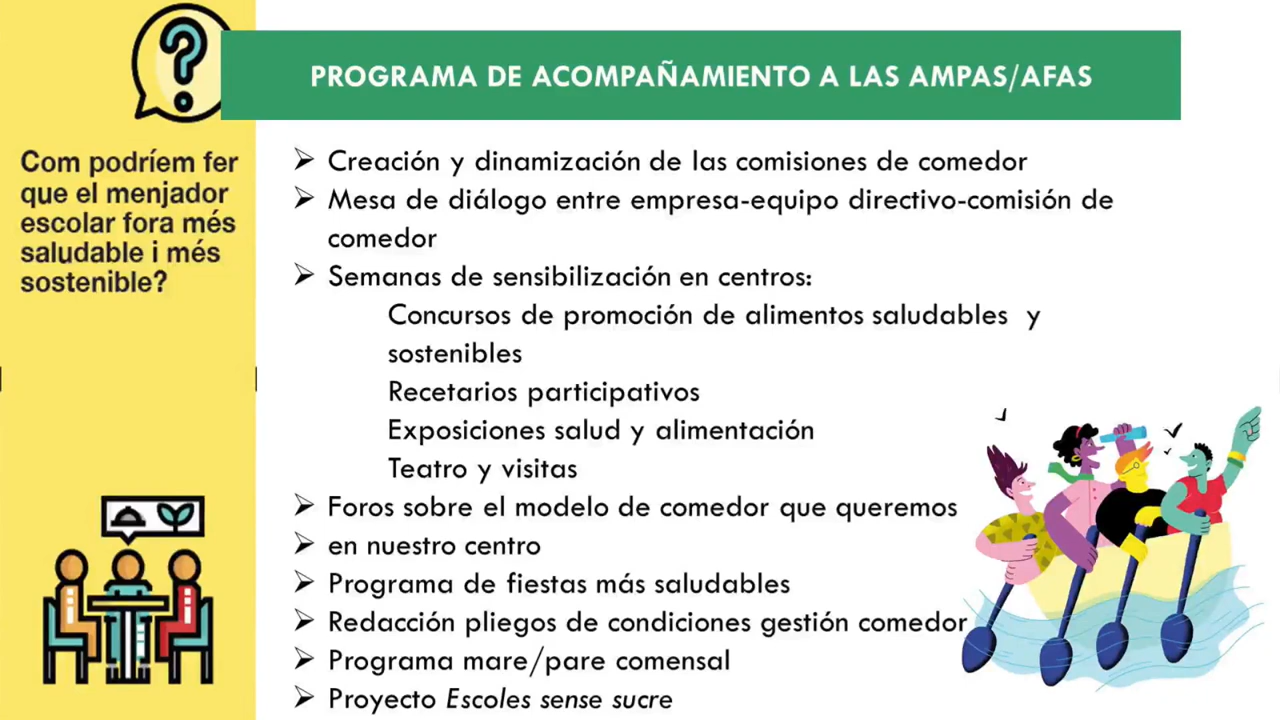 PROGRAMA DE ACOMPAÑAMIENTO A LAS AMPAS/AFAS
Com podríem fer
que el menjador
escolar fora més
saludable i més
sostenible?
➢ Creación y dinamización de las comisiones de comedor
➢ Mesa de diálogo entre empresa-equipo directivo-comisión de
comedor
➢ Semanas de sensibilización en centros:
Concursos de promoción de alimentos saludables y
sostenibles
Recetarios participativos
Exposiciones salud y alimentación
Teatro y visitas
➢ Foros sobre el modelo de comedor que queremos
➢ en nuestro centro
➢ Programa de fiestas más saludables
➢ Redacción pliegos de condiciones gestión comedor
➢ Programa mare/pare comensal
➢ Proyecto Escoles sense sucre